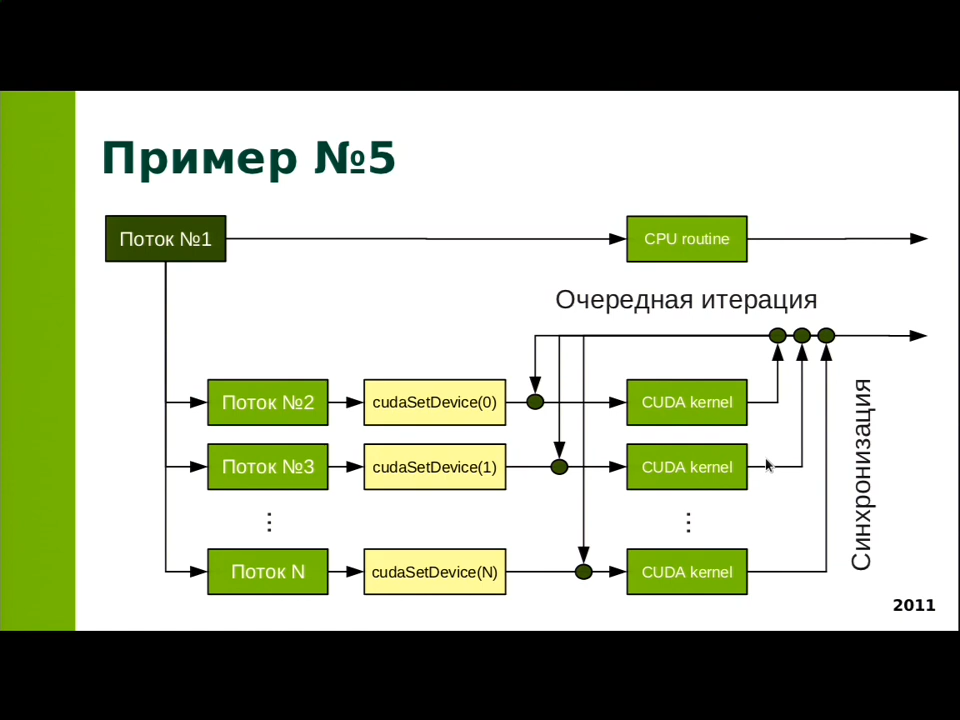 Пример №5
Поток №1
CPU routine
Очередная итерация
Поток №2
cudaSetDevice(0)
CUDA kernel
Поток №3
cudaSetDevice(1)
CUDA kernel
...
...
Поток N
cudaSetDevice(N)
CUDA kernel
Синхронизация
2011